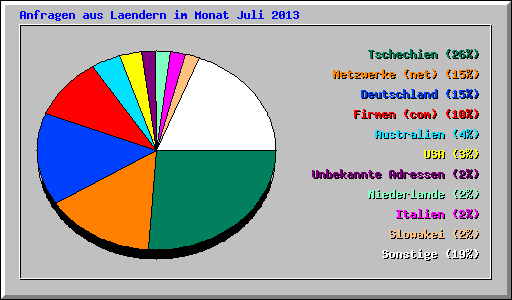 Anfragen aus Laendern im Monat Juli 2013
Tschechien (26%)
Netzwerke (net) (15%)
Deutschland (15%)
Firmen (com) (10%)
Australien (4%)
USA (3%)
Unbekannte Adressen (2%)
Niederlande (2%)
Italien (2%)
Slowakei (2%)
Sonstige (19%)